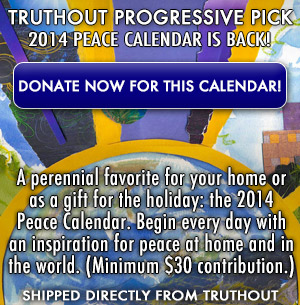 TRUTHOUT PROGRESSIVE PICK
2014 PEACE CALENDAR IS BACK!
DONATE NOW FOR THIS CALENDAR!
A perennial favorite for your home or
as a gift for the holiday: the 2014
Peace Calendar. Begin every day with
an inspiration for peace at home and in
the world. (Minimum $30 contribution.)
SHIPPED DIRECTLY FROM TRUTHOUT